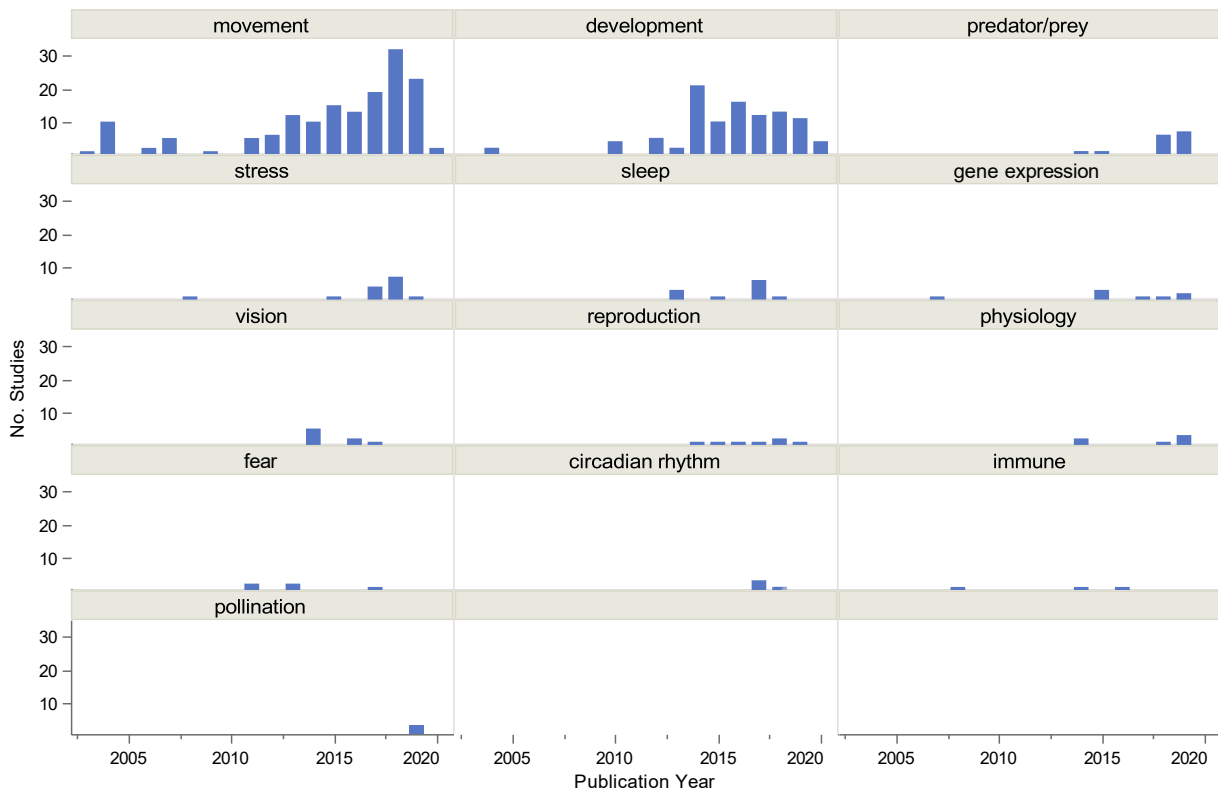 movement development predator/prey
30
20
10
stress sleep gene expression
30
20
10
vision reproduction physiology
30
20
10
No. Studies
fear circadian rhythm immune
30
20
10
pollination
30
20
10
2005 2010 2015 2020 2005 2010 2015 2020 2005 2010 2015 2020
Publication Year